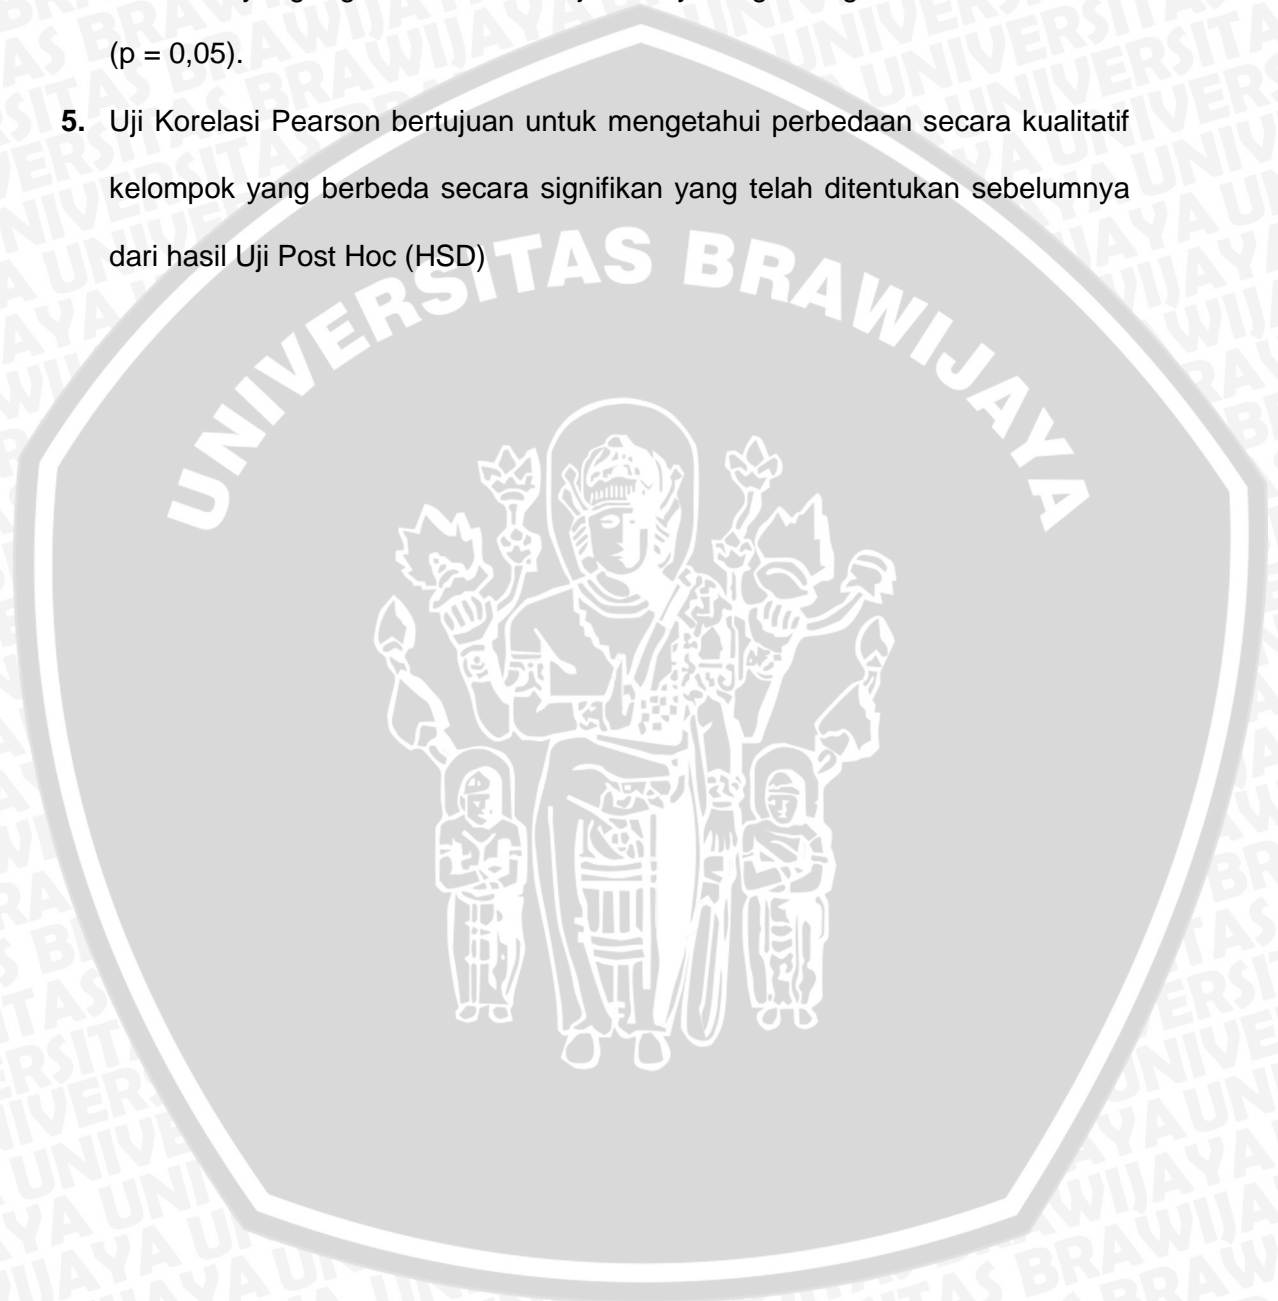 (p = 0,05).
5. Uji Korelasi Pearson bertujuan untuk mengetahui perbedaan secara kualitatif
kelompok yang berbeda secara signifikan yang telah ditentukan sebelumnya
dari hasil Uji Post Hoc (HSD)
UNIVERSITAS BRAWIJAYA